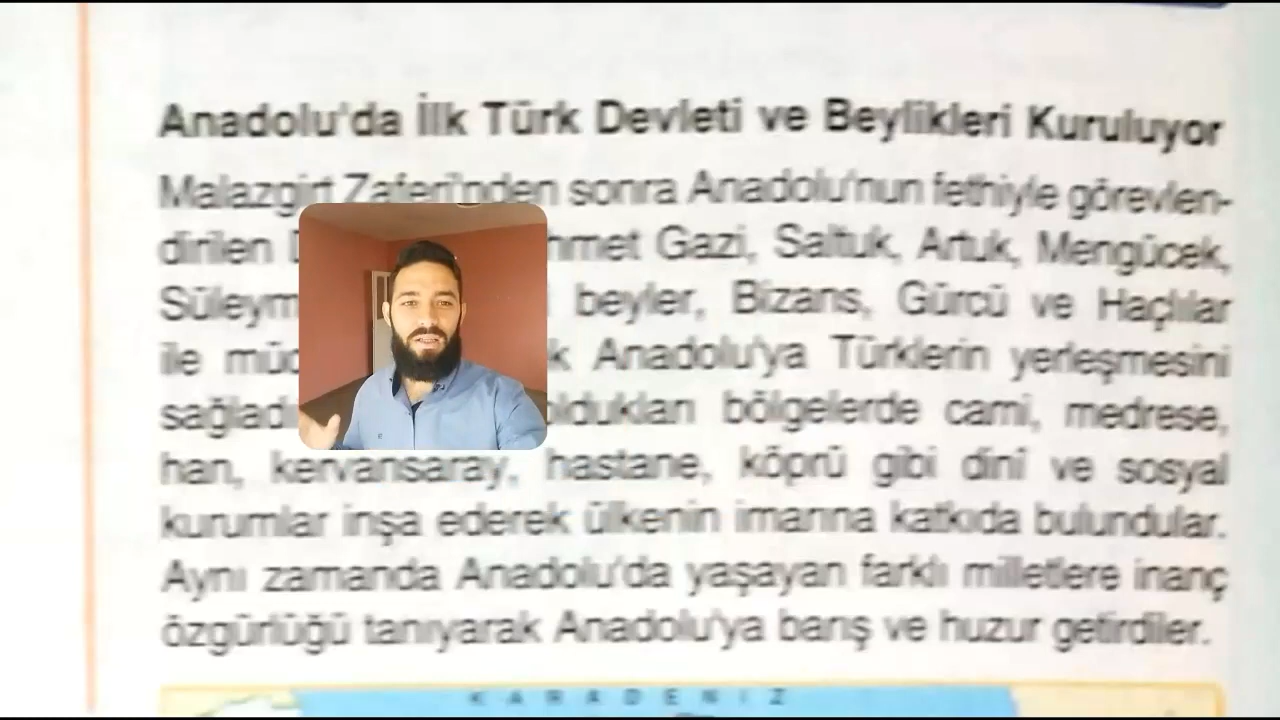 Anadolu'da İlk Türk Devleti ve Beylikleri Kuruluyor
Malazgirt Zaferi'nden sonra Anadolu'nun fethiyle görevlen-
dirilen hmet Gazi, Saltuk, Artuk, Mengücek,
Süleym beyler, Bizans, Gürcü ve Haçlılar
ile müc k Anadolu'ya Türklerin yerleşmesini
sağladı oldukları bölgelerde cami, medrese,
han, kervansaray, hastane, köprü gibi dinî ve sosyal
kurumlar inşa ederek ülkenin imarına katkıda bulundular.
Aynı zamanda Anadolu'da yaşayan farklı milletlere inanç
özgürlüğü tanıyarak Anadolu'ya barış ve huzur getirdiler.
KARADENİZ